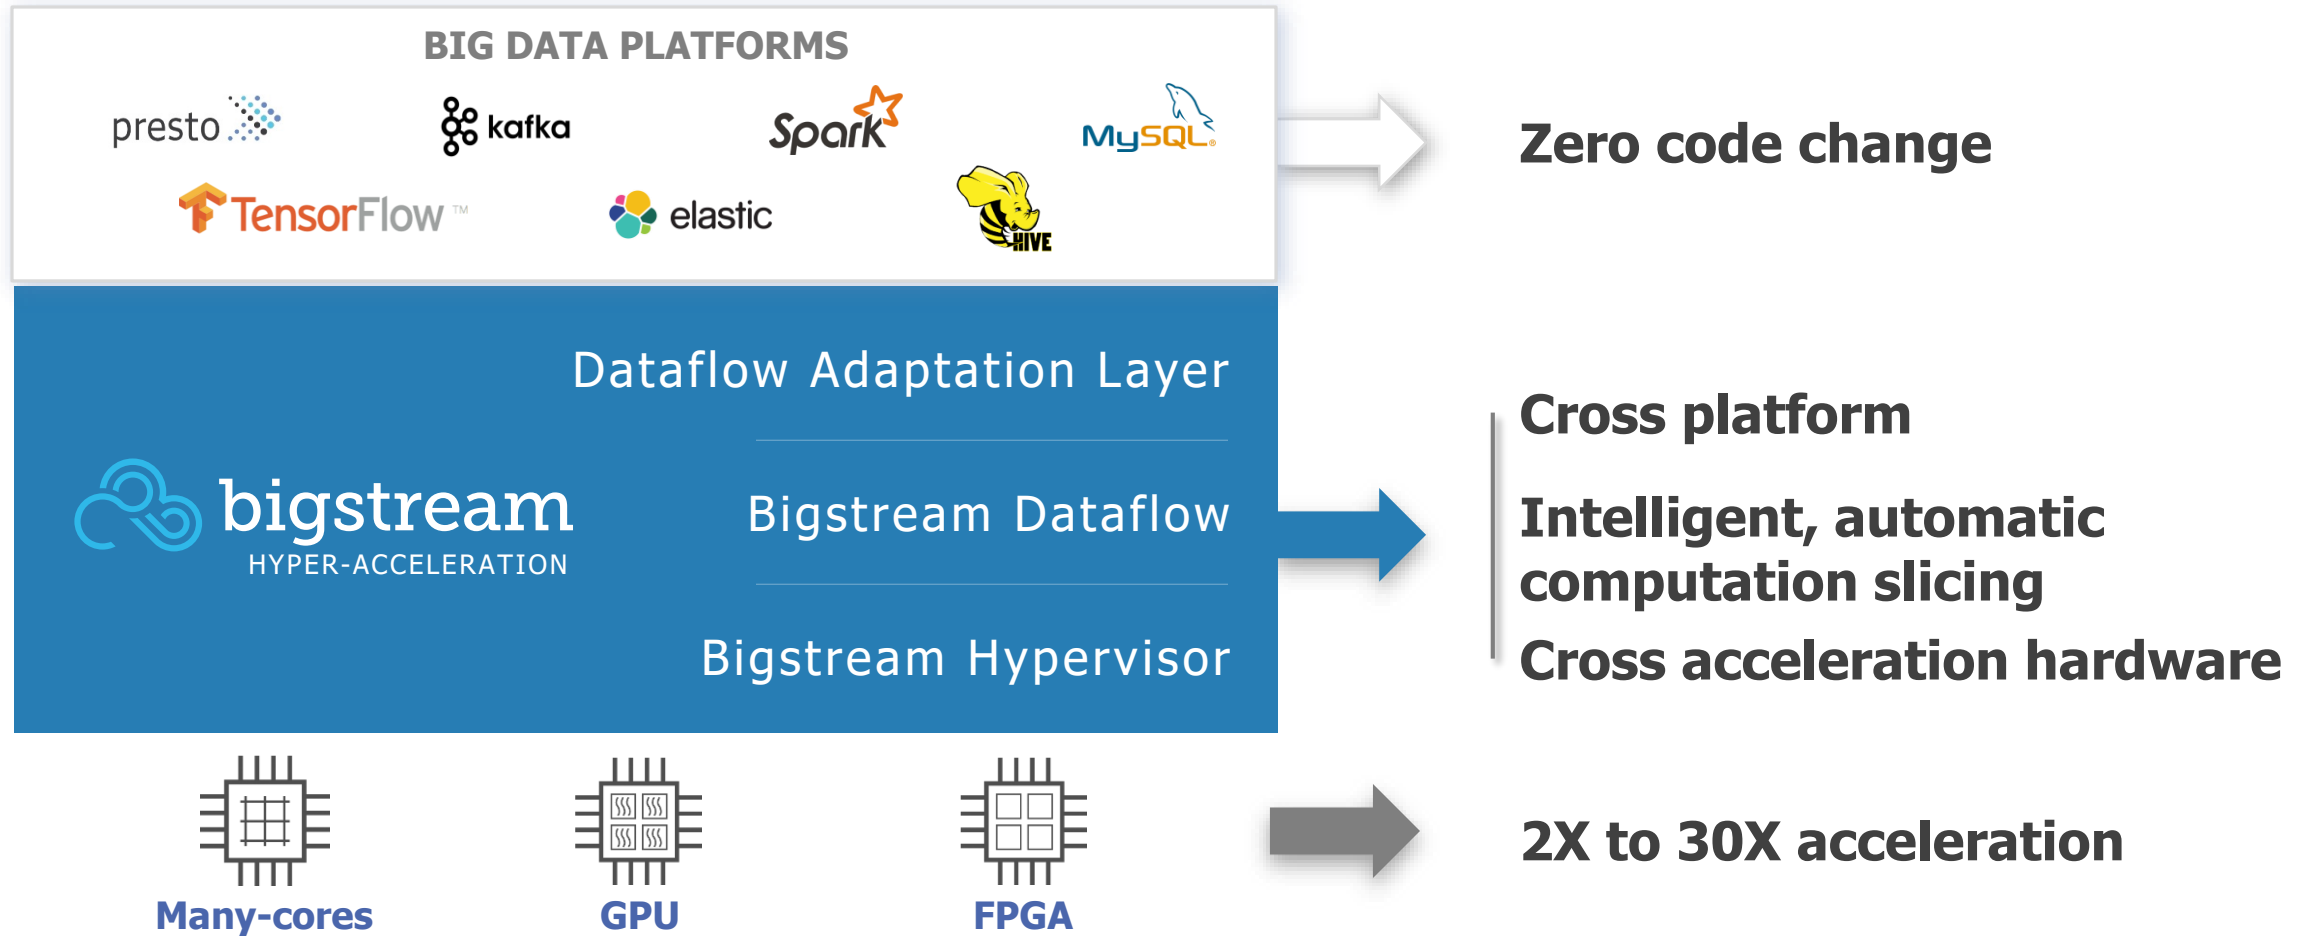 BIG DATA PLATFORMS
presto
kafka
Spark
MySQL®
Zero code change
TensorFlow™
elastic
HIVE
Dataflow Adaptation Layer
Cross platform
bigstream
HYPER-ACCELERATION
Bigstream Dataflow
Intelligent, automatic
computation slicing
Bigstream Hypervisor
Cross acceleration hardware
2X to 30X acceleration
Many-cores
GPU
FPGA